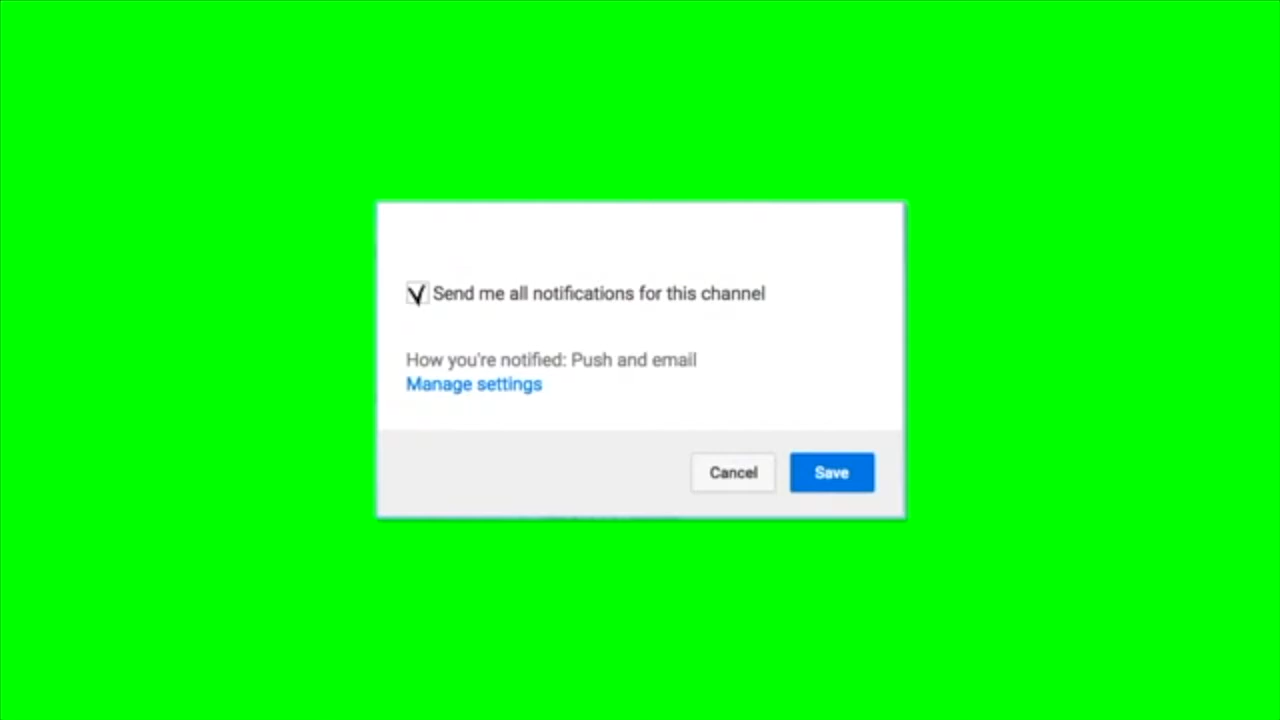 Send me all notifications for this channel
How you're notified: Push and email
Manage settings
Cancel Save